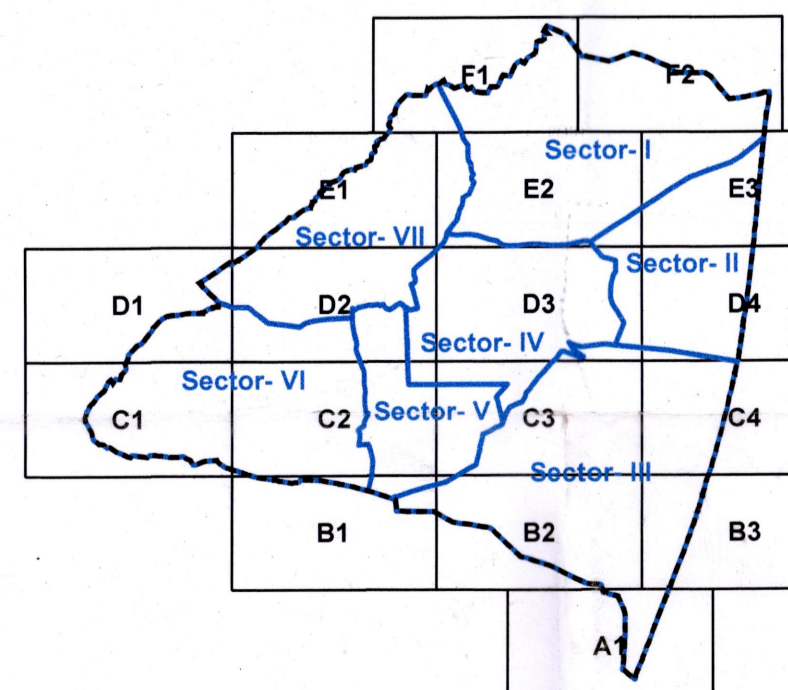 F1 F2
Sector- I
E1 E2 E3
Sector- VII
Sector- II
D1 D2 D3 D4
Sector- IV
Sector- VI
Sector- V
C1 C2 C3 C4
Sector- III
B1 B2 B3
A1